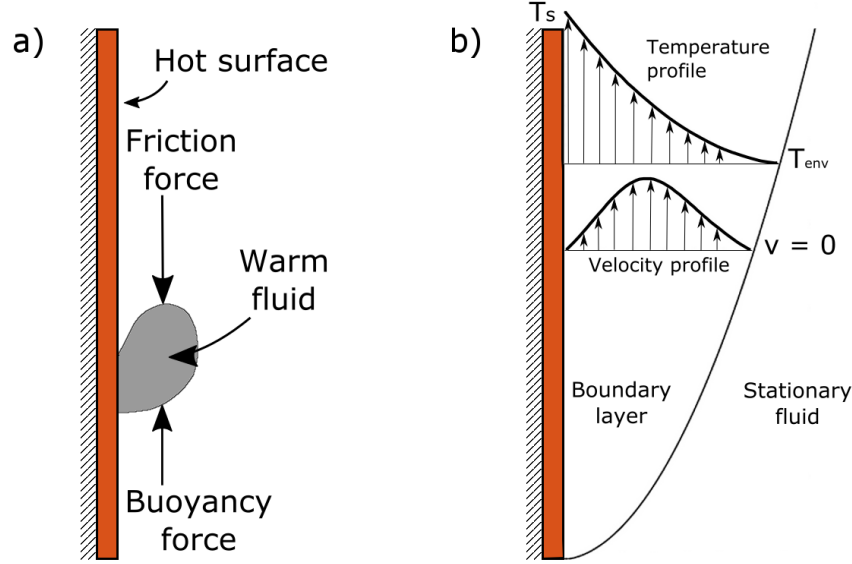 a)
Hot surface
Friction
force
Warm
fluid
Buoyancy
force
b)
Ts
Temperature
profile
Tenv
v = 0
Velocity profile
Boundary
layer
Stationary
fluid